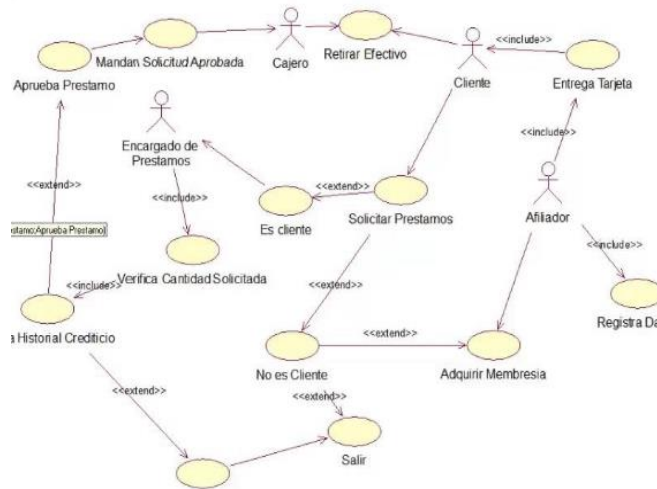 <<include>>
Aprueba Prestamo
Mandan Solicitud Aprobada
Cajero
Retirar Efectivo
Cliente
Entrega Tarjeta
Encargado de
Prestamos
<<include>>
<<extend>>
<<include>>
<<extend>>
Es cliente
Solicitar Prestamos
Afiliador
:Aprueba Prestamo]
Verifica Cantidad Solicitada
<<include>>
<<include>>
<<extend>>
Historial Crediticio
Registra
<<extend>>
No es Cliente
Adquirir Membresia
<<extend>>
<<extend>>
Salir